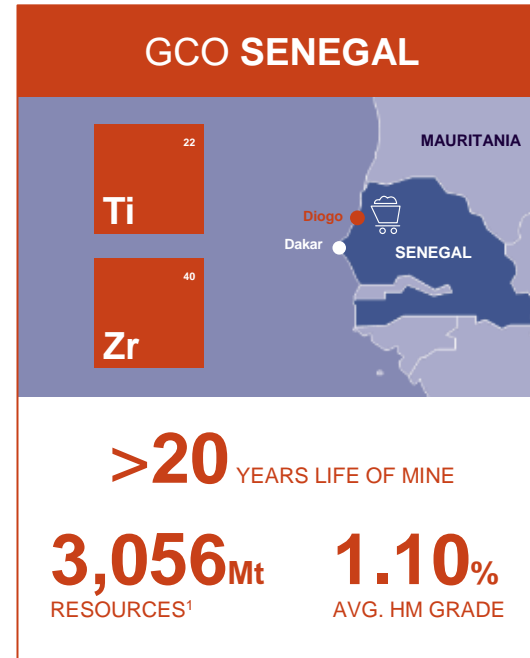 GCO SENEGAL
22
Ti
40
Zr
MAURITANIA
Diogo
Dakar
SENEGAL
>20 YEARS LIFE OF MINE
3,056Mt
RESOURCES¹
1.10%
AVG. HM GRADE